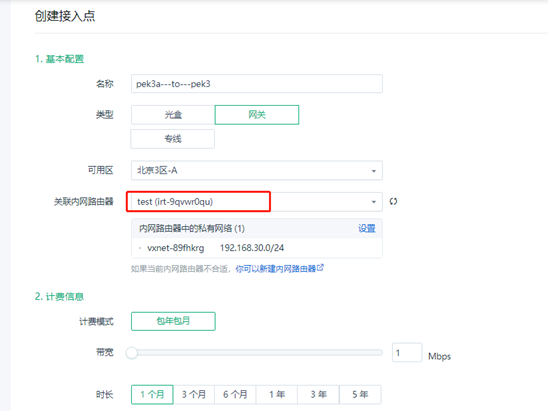 创建接入点
1. 基本配置
名称 pek3a---to---pek3
类型 光盒 网关
专线
可用区 北京3区-A
关联内网路由器 test (irt-9qvwr0qu)
内网路由器中的私有网络 (1) 设置
· vxnet-89fhkrg 192.168.30.0/24
如果当前内网路由器不合适，你可以新建内网路由器
2. 计费信息
计费模式 包年包月
带宽 1 Mbps
时长 1 个月 3 个月 6 个月 1 年 3 年 5 年